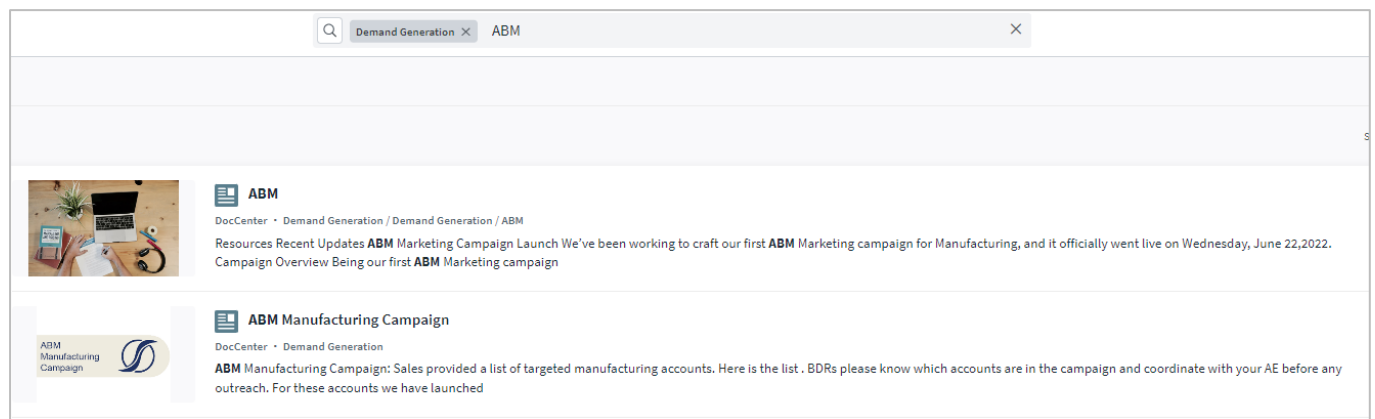 Demand Generation × ABM ×
s
ABM
DocCenter · Demand Generation / Demand Generation / ABM
Resources Recent Updates ABM Marketing Campaign Launch We've been working to craft our first ABM Marketing campaign for Manufacturing, and it officially went live on Wednesday, June 22,2022.
Campaign Overview Being our first ABM Marketing campaign
ABM Manufacturing Campaign
DocCenter · Demand Generation
ABM
Manufacturing
Campaign
ABM Manufacturing Campaign: Sales provided a list of targeted manufacturing accounts. Here is the list . BDRs please know which accounts are in the campaign and coordinate with your AE before any
outreach. For these accounts we have launched